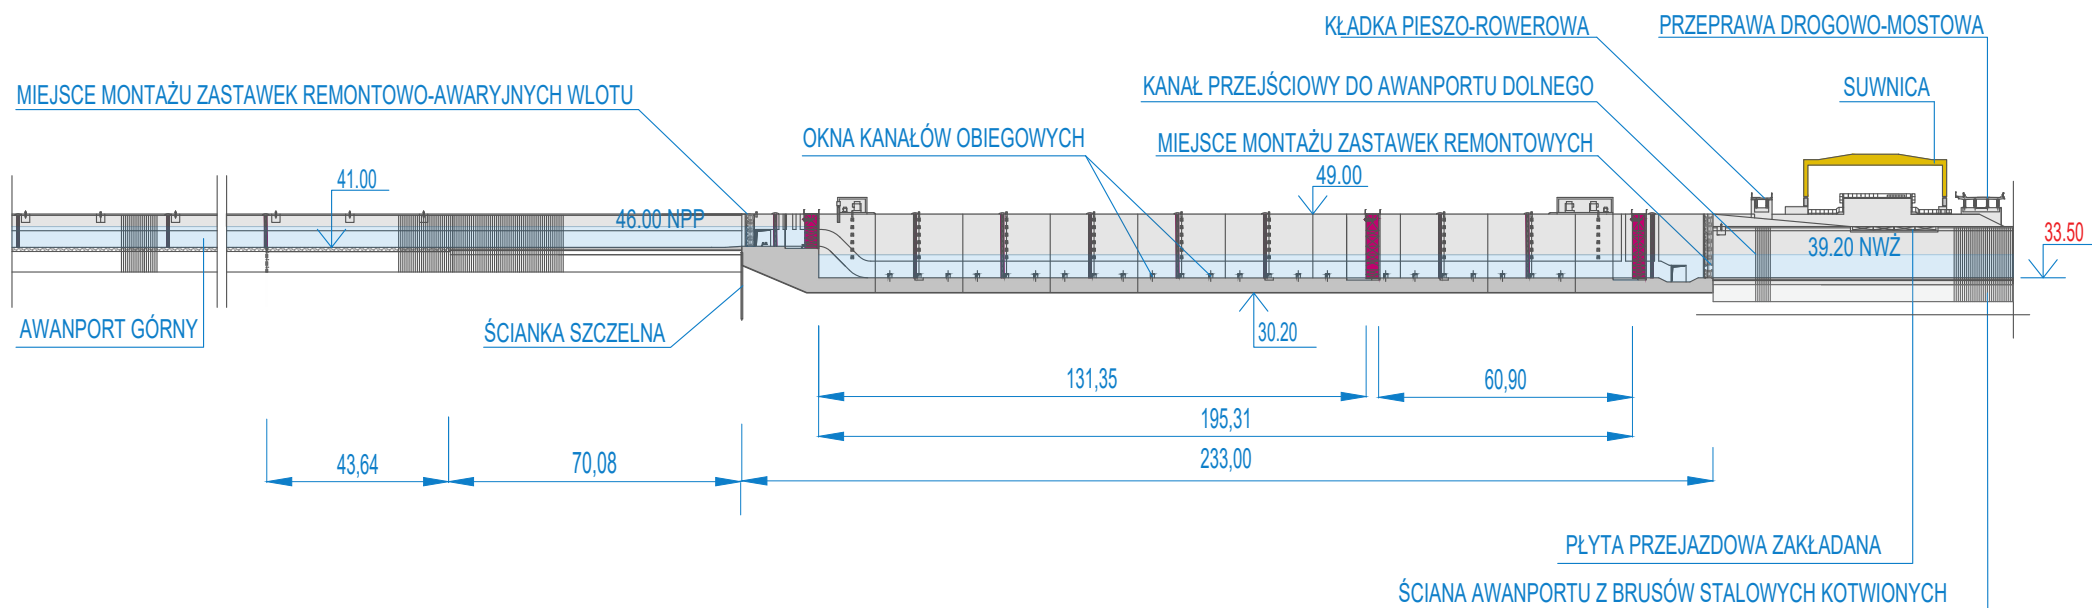 KŁADKA PIESZO-ROWEROWA
PRZEPRAWA DROGOWO-MOSTOWA
MIEJSCE MONTAŻU ZASTAWEK REMONTOWO-AWARYJNYCH WLOTU
KANAŁ PRZEJŚCIOWY DO AWANPORTU DOLNEGO
SUWNICA
OKNA KANAŁÓW OBIEGOWYCH
MIEJSCE MONTAŻU ZASTAWEK REMONTOWYCH
41.00
49.00
46.00 NPP
39.20 NWŻ
33.50
AWANPORT GÓRNY
ŚCIANKA SZCZELNA
30.20
131,35
60,90
195,31
43,64
70,08
233,00
PŁYTA PRZEJAZDOWA ZAKŁADANA
ŚCIANA AWANPORTU Z BRUSÓW STALOWYCH KOTWIONYCH